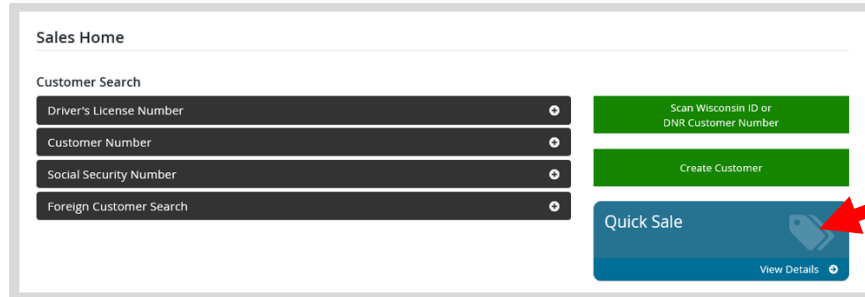 Sales Home
Customer Search
Driver's License Number
Customer Number
Social Security Number
Foreign Customer Search
Scan Wisconsin ID or
DNR Customer Number
Create Customer
Quick Sale
View Details